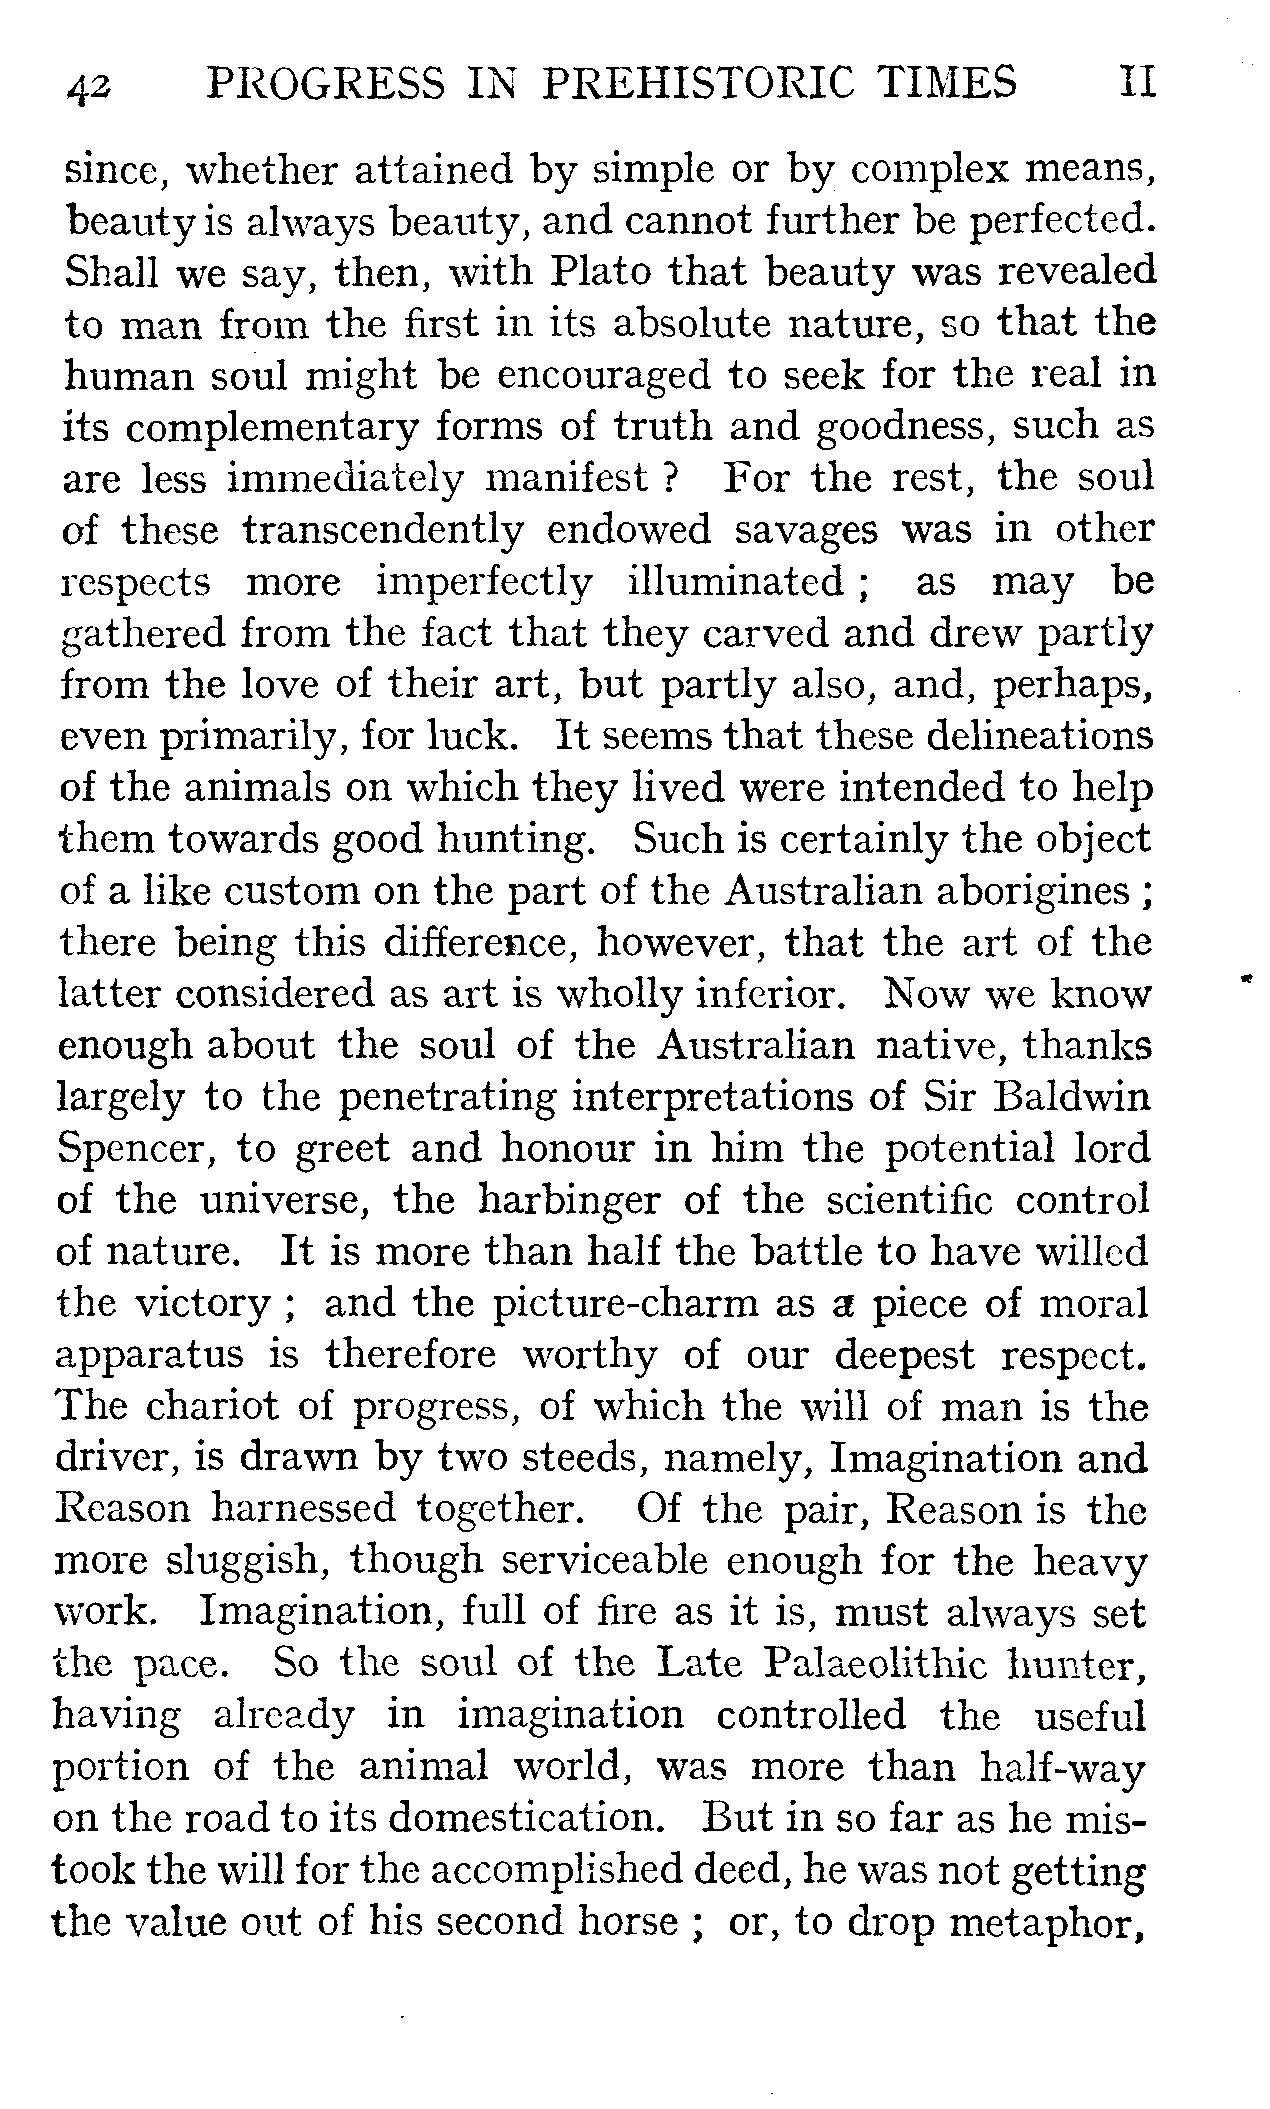 42 PROGRESS IN PREHISTORIC TIMES II
since, whether attained by simple or by complex means,
beauty is always beauty, and cannot further be perfected.
Shall we say, then, with Plato that beauty was revealed
to man from the first in its absolute nature, so that the
human soul might be encouraged to seek for the real in
its complementary forms of truth and goodness, such as
are less immediately manifest ? For the rest, the soul
of these transcendently endowed savages was in other
respects more imperfectly illuminated ; as may be
gathered from the fact that they carved and drew partly
from the love of their art, but partly also, and, perhaps,
even primarily, for luck. It seems that these delineations
of the animals on which they lived were intended to help
them towards good hunting. Such is certainly the object
of a like custom on the part of the Australian aborigines ;
there being this difference, however, that the art of the
latter considered as art is wholly inferior. Now we know
enough about the soul of the Australian native, thanks
largely to the penetrating interpretations of Sir Baldwin
Spencer, to greet and honour in him the potential lord
of the universe, the harbinger of the scientific control
of nature. It is more than half the battle to have willed
the victory ; and the picture-charm as a piece of moral
apparatus is therefore worthy of our deepest respect.
The chariot of progress, of which the will of man is the
driver, is drawn by two steeds, namely, Imagination and
Reason harnessed together. Of the pair, Reason is the
more sluggish, though serviceable enough for the heavy
work. Imagination, full of fire as it is, must always set
the pace. So the soul of the Late Palaeolithic hunter,
having already in imagination controlled the useful
portion of the animal world, was more than half-way
on the road to its domestication. But in so far as he mis-
took the will for the accomplished deed, he was not getting
the value out of his second horse ; or, to drop metaphor,